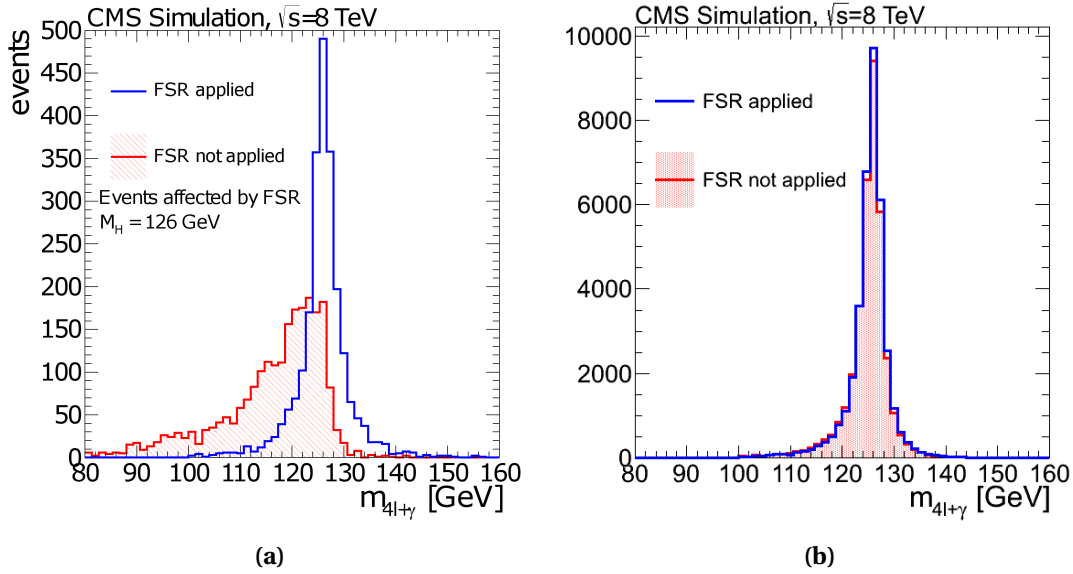 CMS Simulation, √s=8 TeV
events
500
450
400
350
300
250
200
150
100
50
0
FSR applied
FSR not applied
Events affected by FSR
M_H = 126 GeV
80 90 100 110 120 130 140 150 160
m_4l+γ [GeV]
(a)
CMS Simulation, √s=8 TeV
10000
8000
6000
4000
2000
0
FSR applied
FSR not applied
80 90 100 110 120 130 140 150 160
m_4l+γ [GeV]
(b)